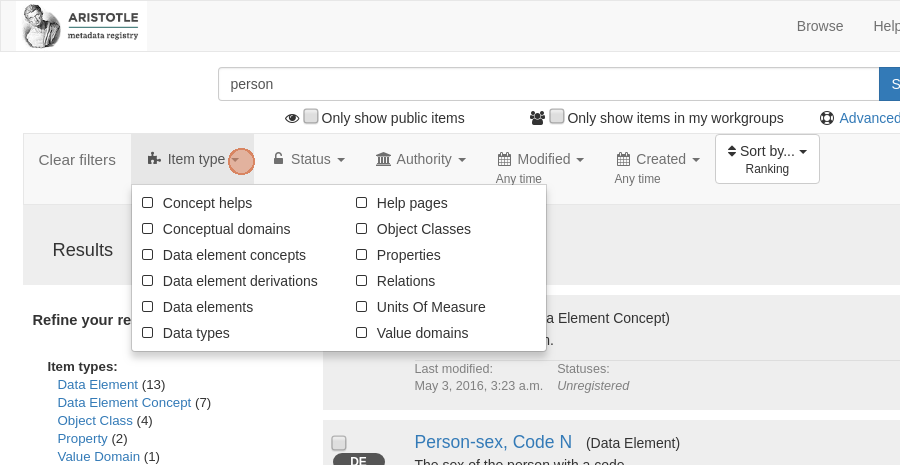 ARISTOTLE
metadata registry
Browse
Help
person
Only show public items
Only show items in my workgroups
Advanced
Clear filters
Item type
Status
Authority
Modified
Any time
Created
Any time
Sort by...
Ranking
Concept helps
Help pages
Conceptual domains
Object Classes
Data element concepts
Properties
Data element derivations
Relations
Data elements
Units Of Measure
Data types
Value domains
Results
Refine your re
a Element Concept)
n.
Last modified:
Statuses:
May 3, 2016, 3:23 a.m.
Unregistered
Item types:
Data Element (13)
Data Element Concept (7)
Object Class (4)
Property (2)
Value Domain (1)
Person-sex, Code N (Data Element)
DE
The sex of the person with a code.